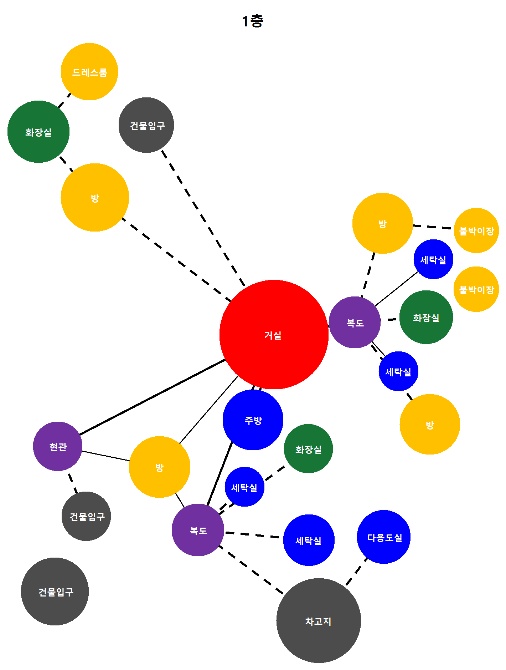 1층
드레스룸
화장실
건물입구
방
방
붙박이장
세탁실
붙박이장
화장실
복도
거실
세탁실
주방
방
현관
화장실
방
세탁실
건물입구
복도
세탁실
다용도실
건물입구
차고지